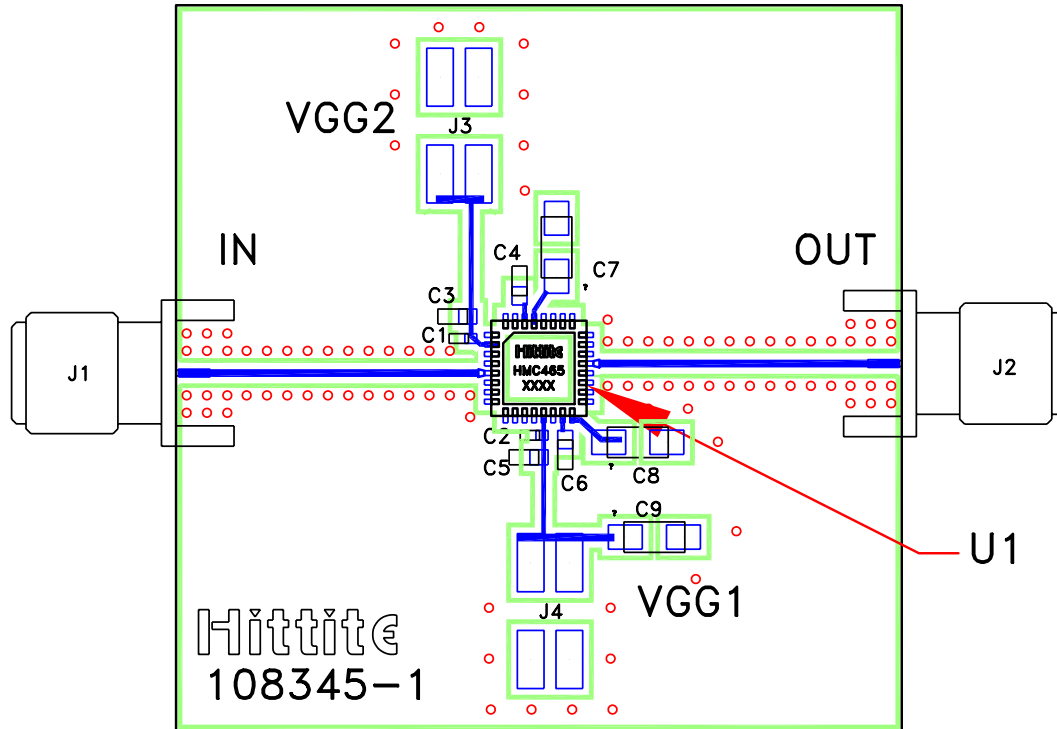 VGG2
J3
IN
OUT
C4
C7
C3
C1
Hittite
HMC465
XXXX
J1
J2
C2
C5
C6
C8
C9
U1
VGG1
J4
Hittite
108345-1